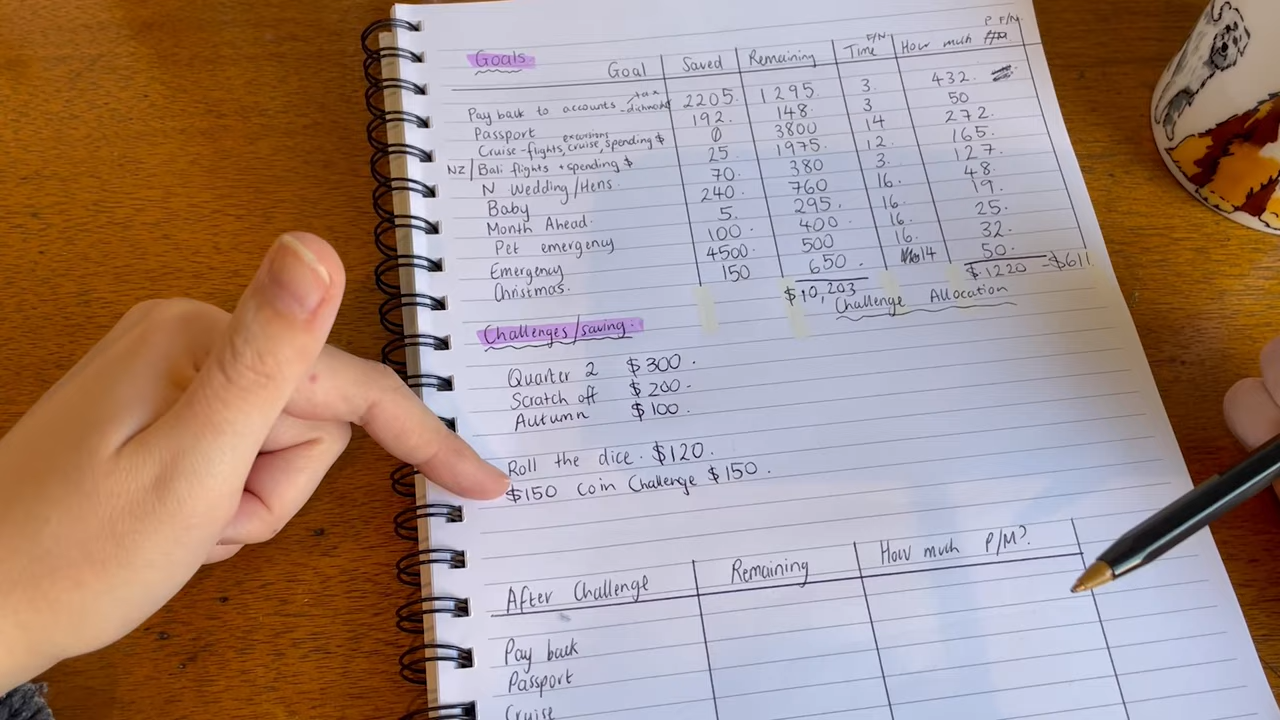 Goals
Goal Saved Remaining Time F/N How much P F/N
Pay back to accounts - tax 2205. 1295. 3. 432.
Passport 192. 148. 3 50
Cruise - flights, cruise, excursions spending $ 0 3800 14 272.
NZ/Bali flights + spending $ 25 1975. 12. 165.
N Wedding/Hens. 70. 380 3. 127.
Baby 240. 760 16. 48.
Month Ahead. 5. 295. 16. 19.
Pet emergency 100. 400. 16. 25.
Emergency 4500. 500 16. 32.
Christmas. 150 650. 14 50.
$10,203 $1220 - $611
Challenge Allocation
Challenges/saving.
Quarter 2 $300.
Scratch off $200.
Autumn $100.
Roll the dice. $120.
$150 Coin Challenge $150.
After Challenge Remaining How much P/M?
Pay back
Passport
Cruise